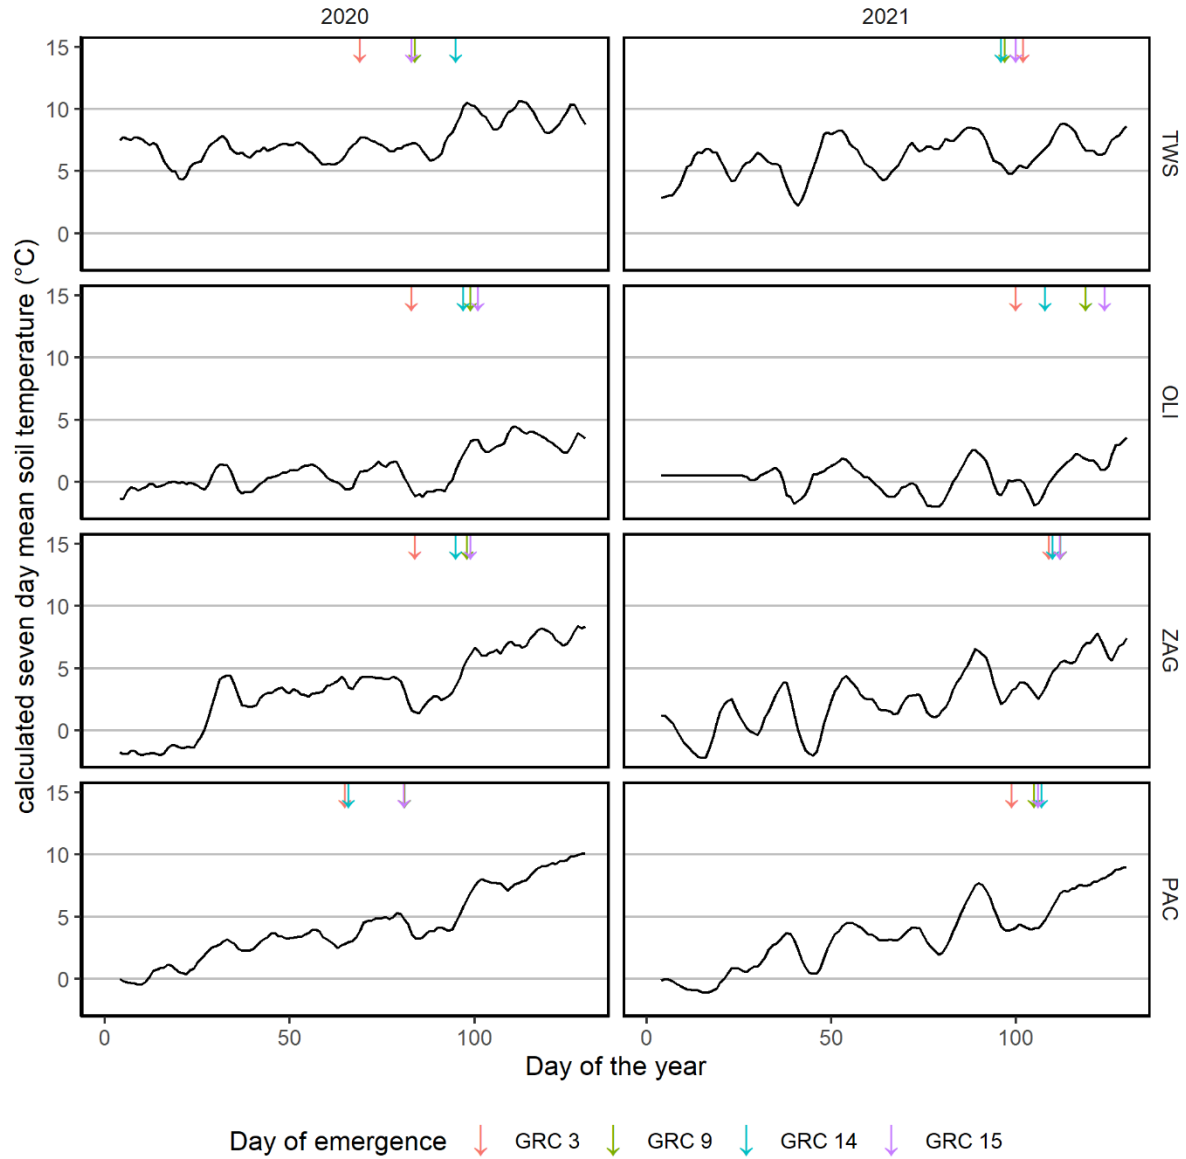 2020 2021
calculated seven day mean soil temperature (°C)
15
10
5
0
TWS
15
10
5
0
OLI
15
10
5
0
ZAG
15
10
5
0
PAC
0 50 100 0 50 100
Day of the year
Day of emergence GRC 3 GRC 9 GRC 14 GRC 15